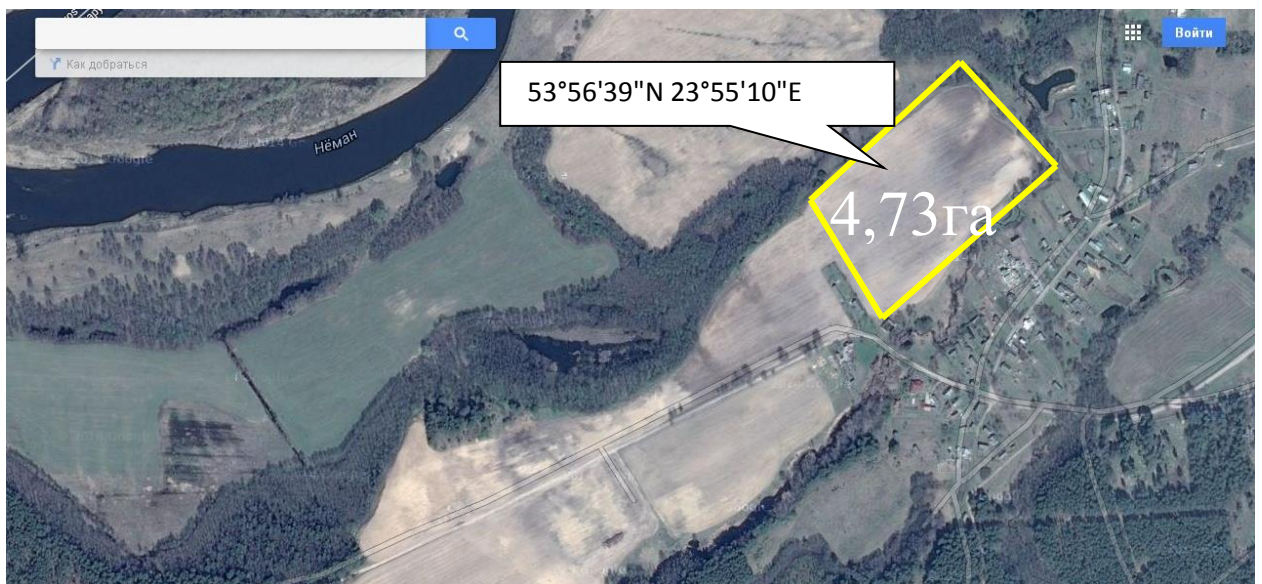 Войти
Как добраться
53°56'39"N 23°55'10"E
Нёман
4,73га